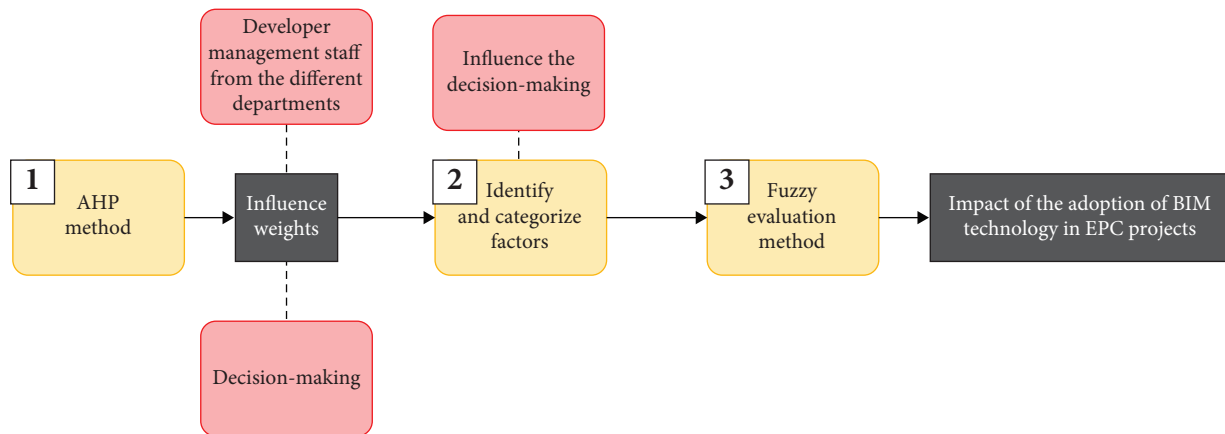 Developer
management staff
from the different
departments
Influence the
decision-making
1
AHP
method
Influence
weights
2
Identify
and categorize
factors
3
Fuzzy
evaluation
method
Impact of the adoption of BIM
technology in EPC projects
Decision-making